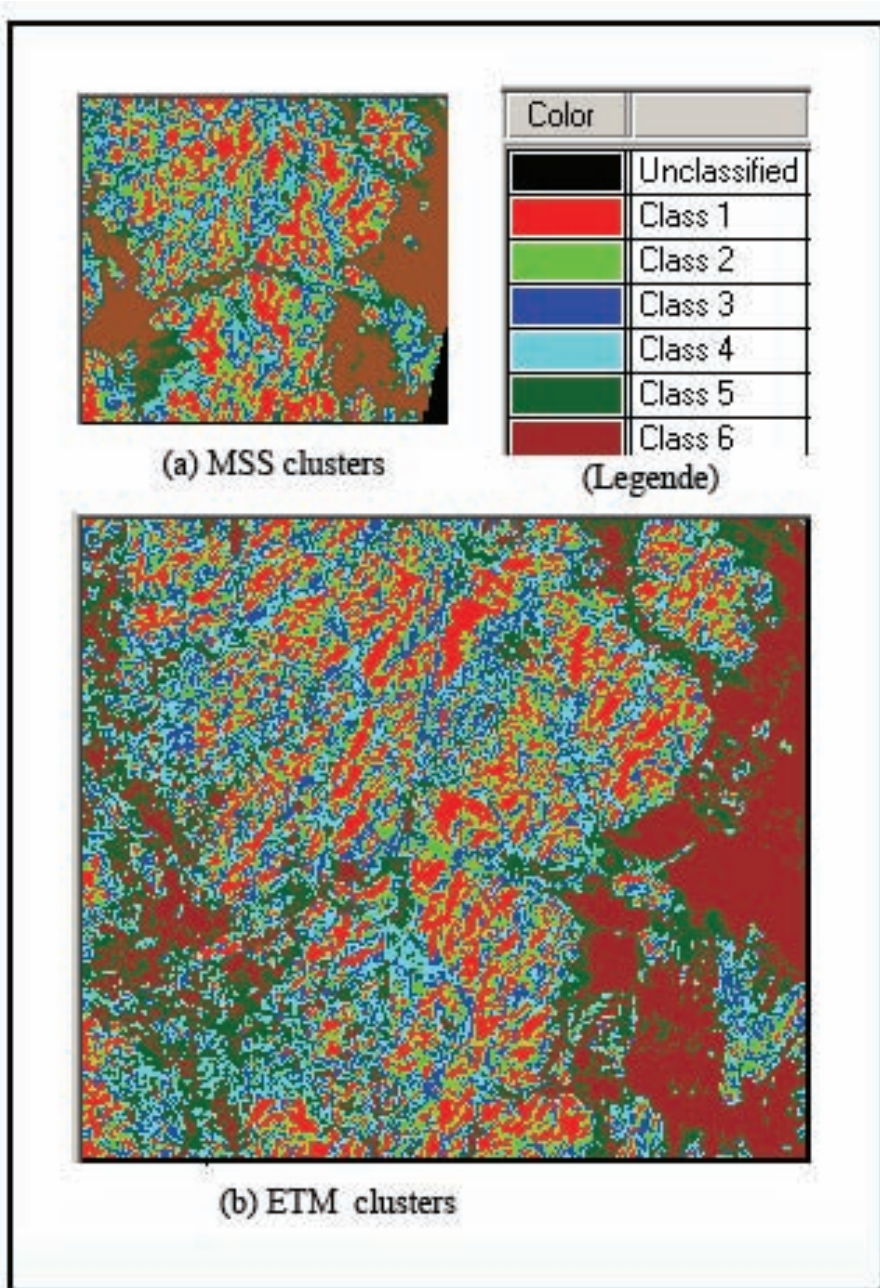 Color
Unclassified
Class 1
Class 2
Class 3
Class 4
Class 5
Class 6
(a) MSS clusters
(Legende)
(b) ETM clusters